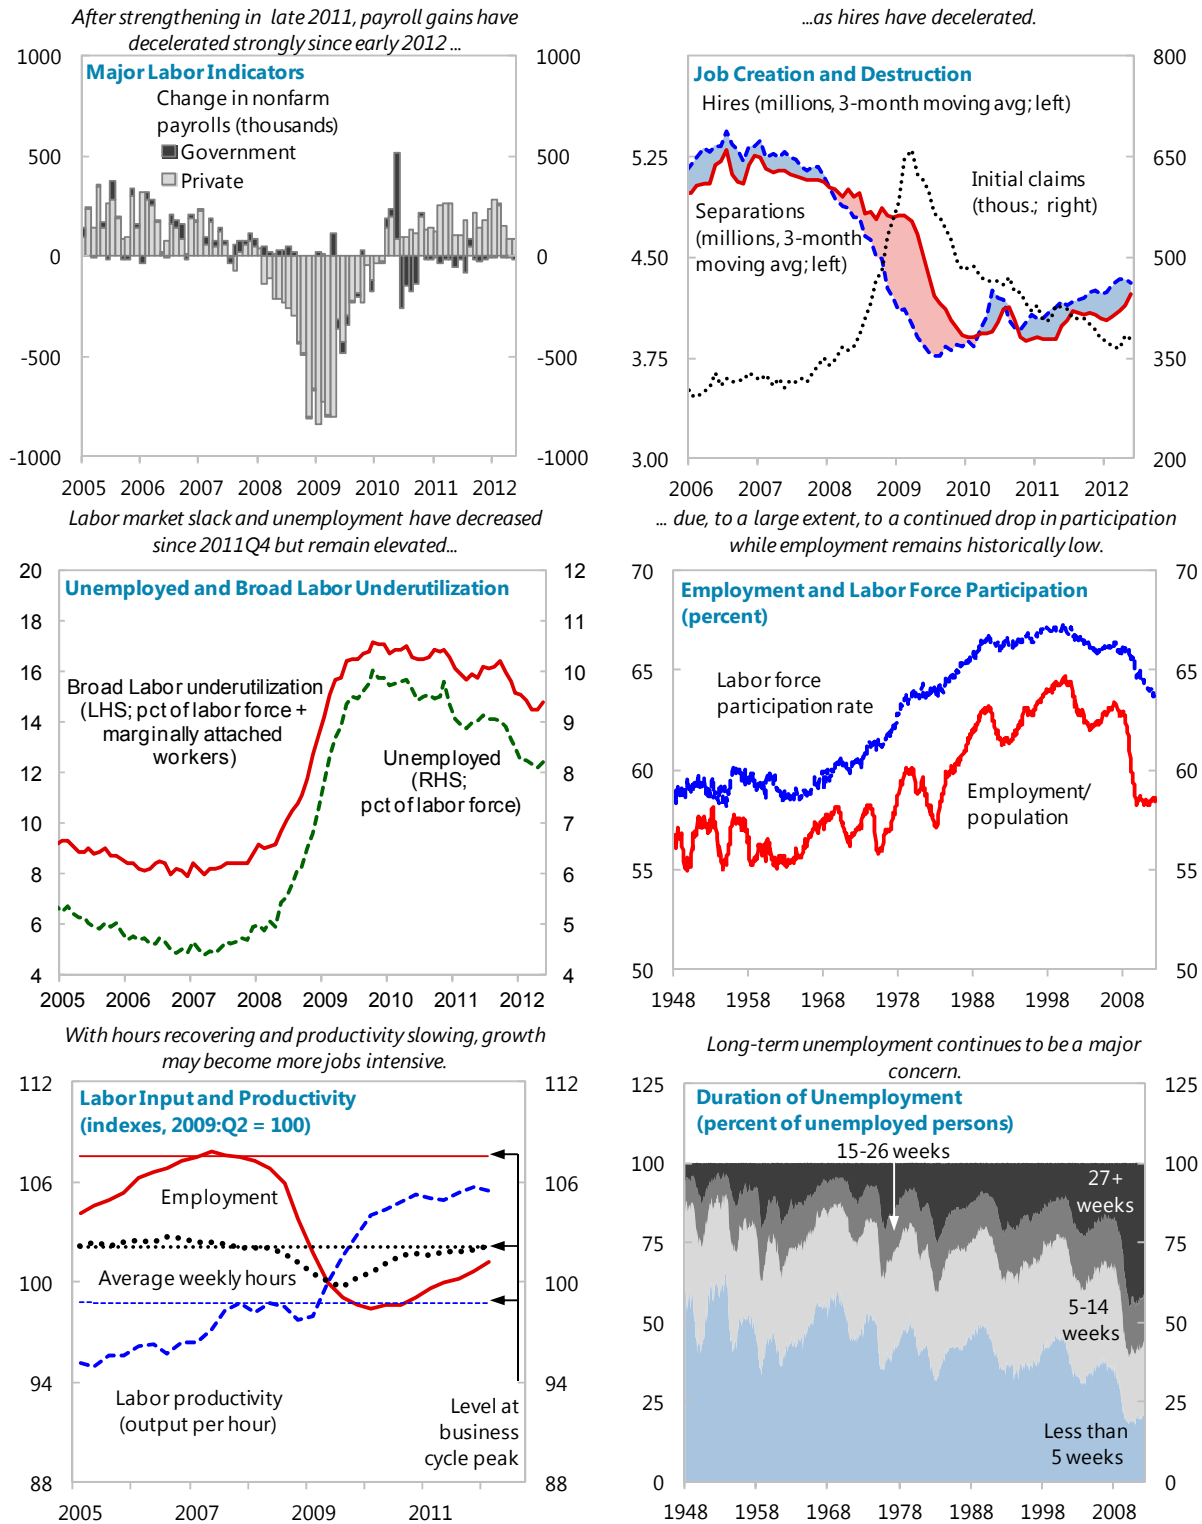 After strengthening in late 2011, payroll gains have
decelerated strongly since early 2012 ...
1000
1000
Major Labor Indicators
Change in nonfarm
payrolls (thousands)
Government
Private
500
500
0
0
-500
-500
-1000
-1000
2005 2006 2007 2008 2009 2010 2011 2012
...as hires have decelerated.
800
Job Creation and Destruction
Hires (millions, 3-month moving avg; left)
5.25
650
Initial claims
(thous.; right)
Separations
(millions, 3-month
moving avg; left)
4.50
500
3.75
350
3.00
200
2006 2007 2008 2009 2010 2011 2012
Labor market slack and unemployment have decreased
since 2011Q4 but remain elevated...
20
12
Unemployed and Broad Labor Underutilization
18
11
16
10
Broad Labor underutilization
(LHS; pct of labor force +
marginally attached
workers)
14
9
Unemployed
(RHS;
pct of labor force)
12
8
10
7
8
6
6
5
4
4
2005 2006 2007 2008 2009 2010 2011 2012
... due, to a large extent, to a continued drop in participation
while employment remains historically low.
70
70
Employment and Labor Force Participation
(percent)
65
65
Labor force
participation rate
60
60
Employment/
population
55
55
50
50
1948 1958 1968 1978 1988 1998 2008
With hours recovering and productivity slowing, growth
may become more jobs intensive.
112
112
Labor Input and Productivity
(indexes, 2009:Q2 = 100)
106
106
Employment
Average weekly hours
100
100
94
94
Labor productivity
(output per hour)
Level at
business
cycle peak
88
88
2005 2007 2009 2011
Long-term unemployment continues to be a major
concern.
125
125
Duration of Unemployment
(percent of unemployed persons)
15-26 weeks
100
100
27+
weeks
75
75
5-14
weeks
50
50
25
25
Less than
5 weeks
0
0
1948 1958 1968 1978 1988 1998 2008